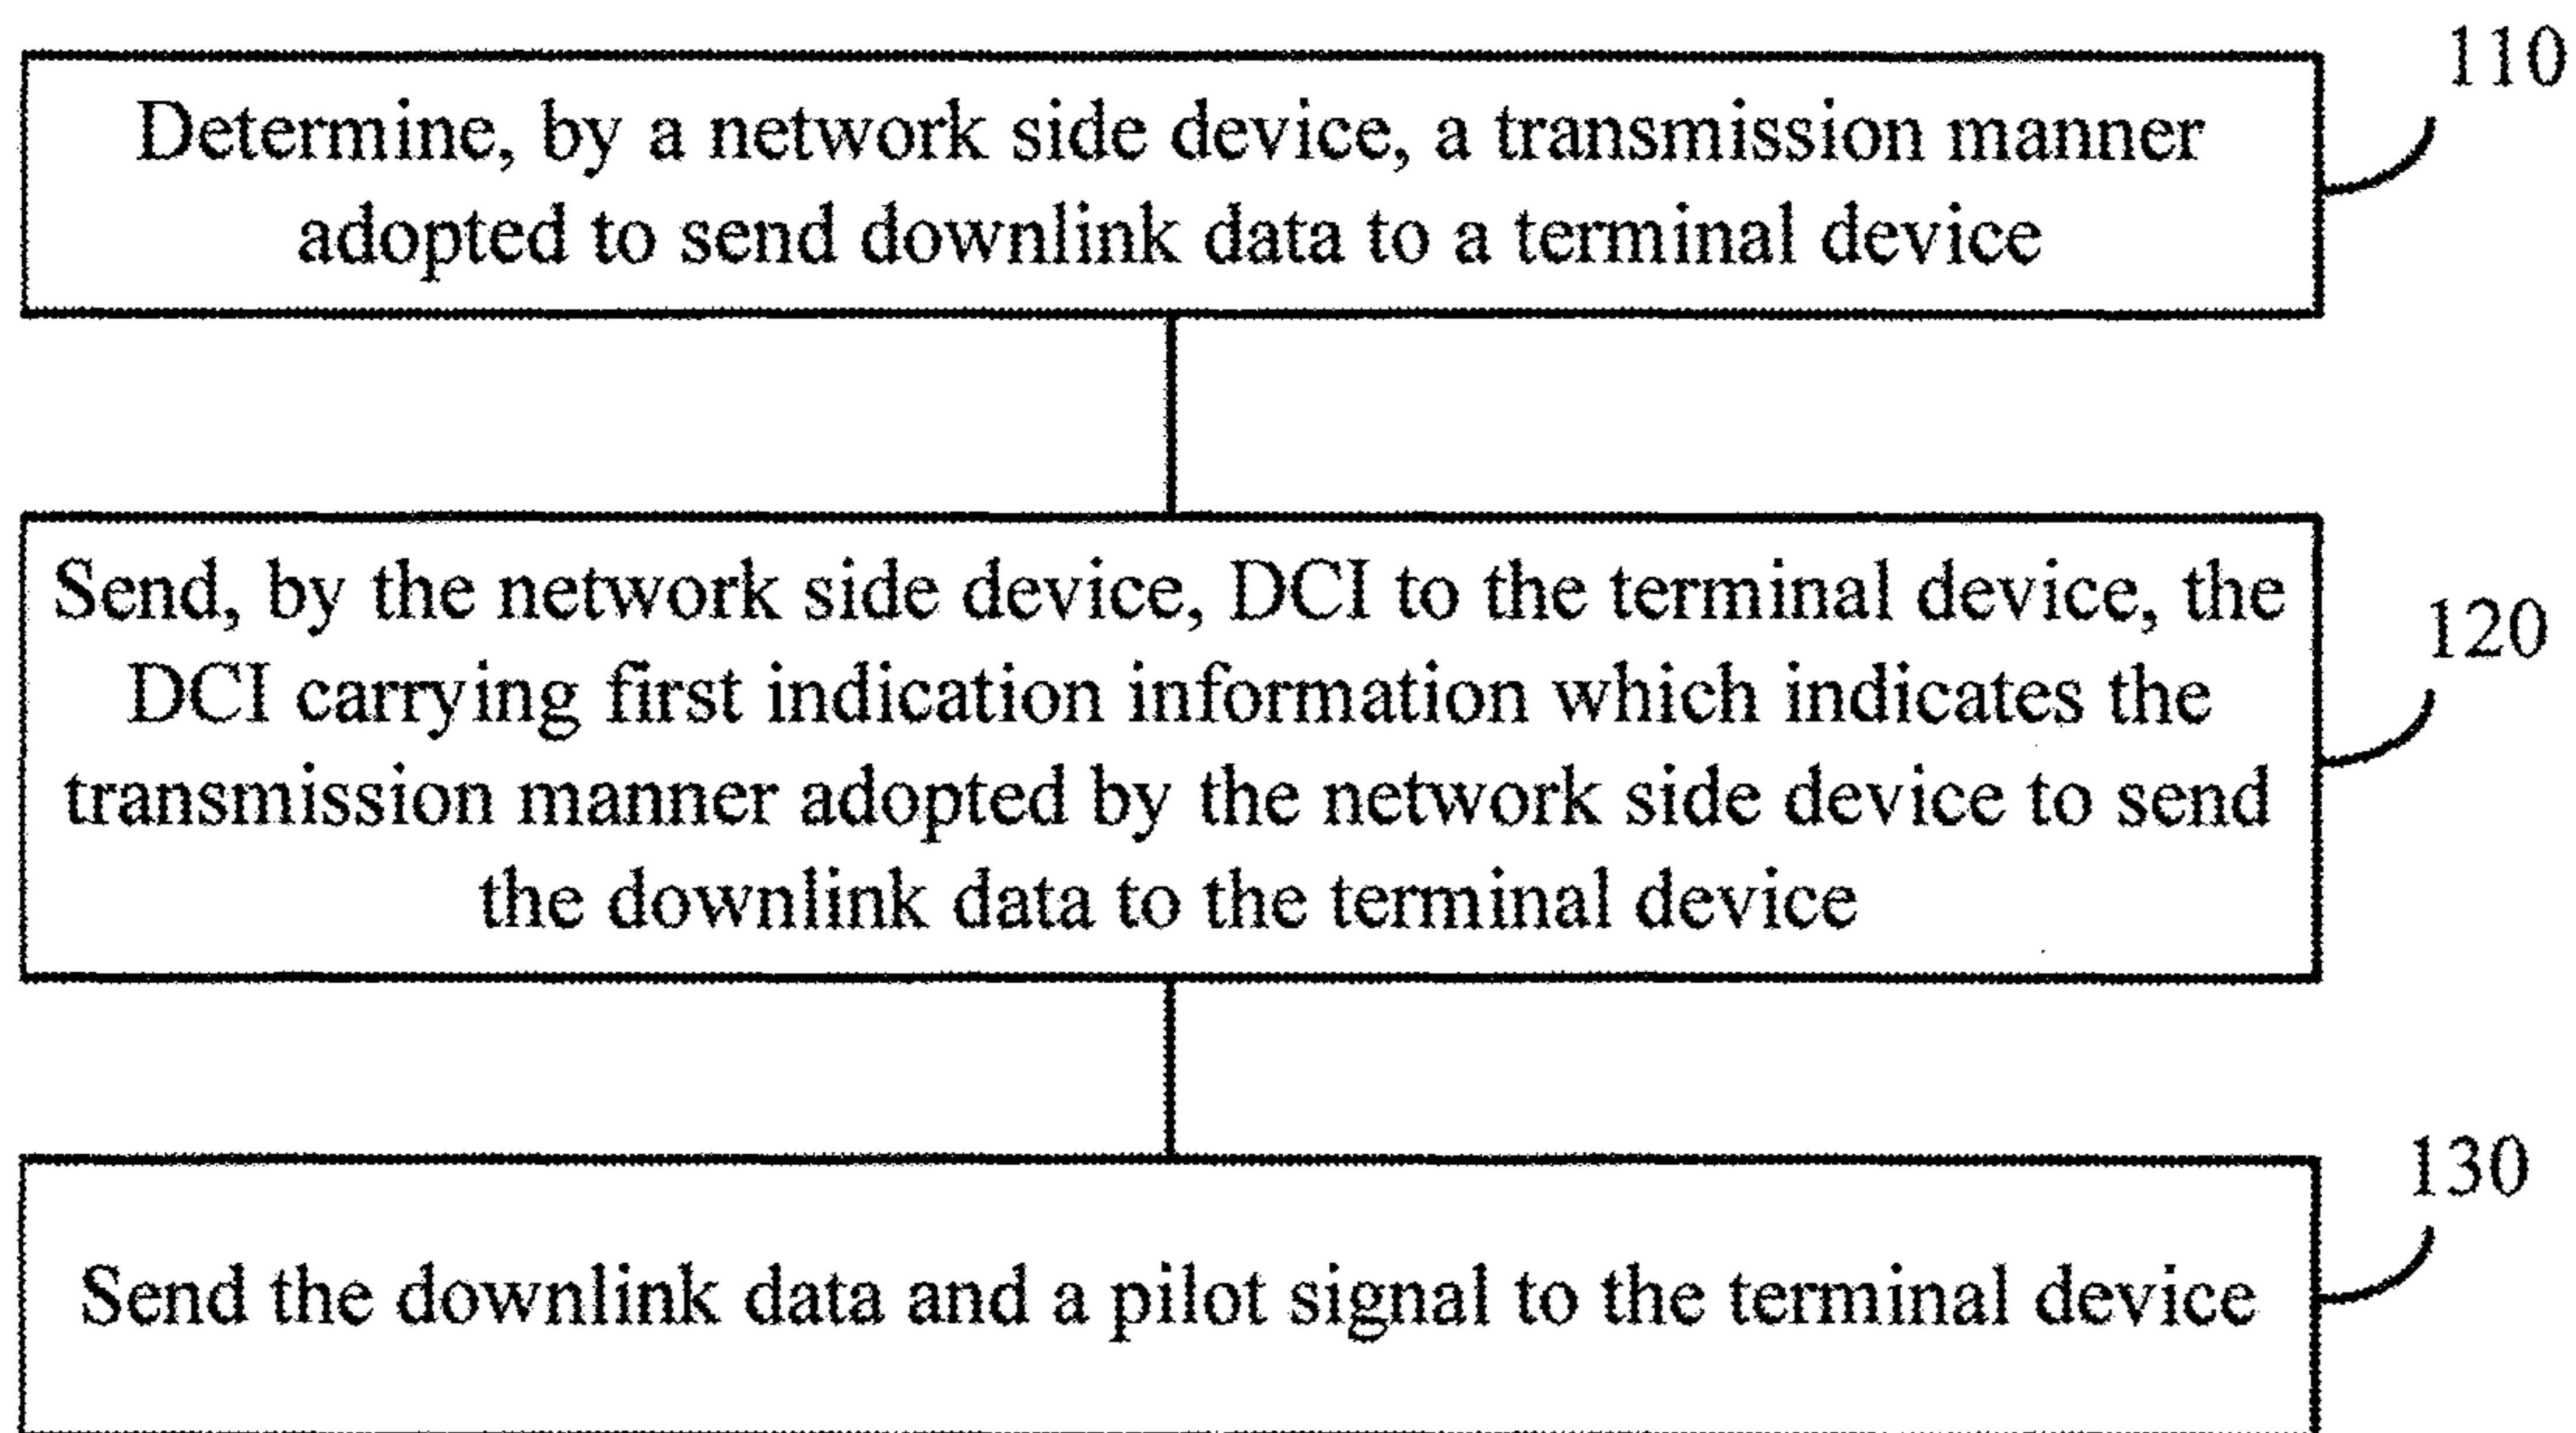 110
Determine, by a network side device, a transmission manner
adopted to send downlink data to a terminal device
Send, by the network side device, DCI to the terminal device, the
120
DCI carrying first indication information which indicates the
transmission manner adopted by the network side device to send
the downlink data to the terminal device
130
Send the downlink data and a pilot signal to the terminal device